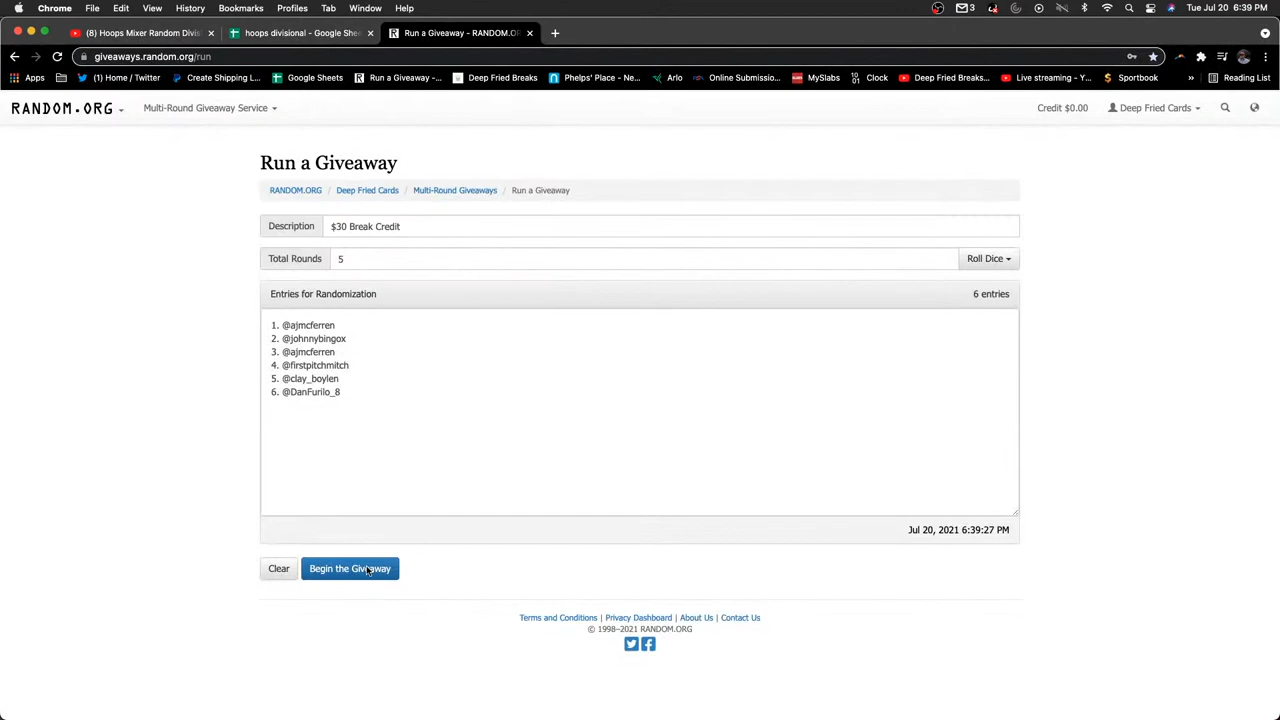 Chrome File Edit View History Bookmarks Profiles Tab Window Help 3 Tue Jul 20 6:39 PM
(8) Hoops Mixer Random Divis hoops divisional - Google She Run a Giveaway - RANDOM.OR
giveaways.random.org/run
Apps (1) Home / Twitter Create Shipping L... Google Sheets Run a Giveaway -... Deep Fried Breaks Phelps' Place - Ne... Arlo Online Submissio... MySlabs Clock Deep Fried Breaks... Live streaming - Y... Sportbook » Reading List
RANDOM.ORG Multi-Round Giveaway Service Credit $0.00 Deep Fried Cards
Run a Giveaway
RANDOM.ORG / Deep Fried Cards / Multi-Round Giveaways / Run a Giveaway
Description $30 Break Credit
Total Rounds 5 Roll Dice
Entries for Randomization 6 entries
1. @ajmcferren
2. @johnnybingox
3. @ajmcferren
4. @firstpitchmitch
5. @clay_boylen
6. @DanFurilo_8
Jul 20, 2021 6:39:27 PM
Clear Begin the Giveaway
Terms and Conditions | Privacy Dashboard | About Us | Contact Us
© 1998–2021 RANDOM.ORG